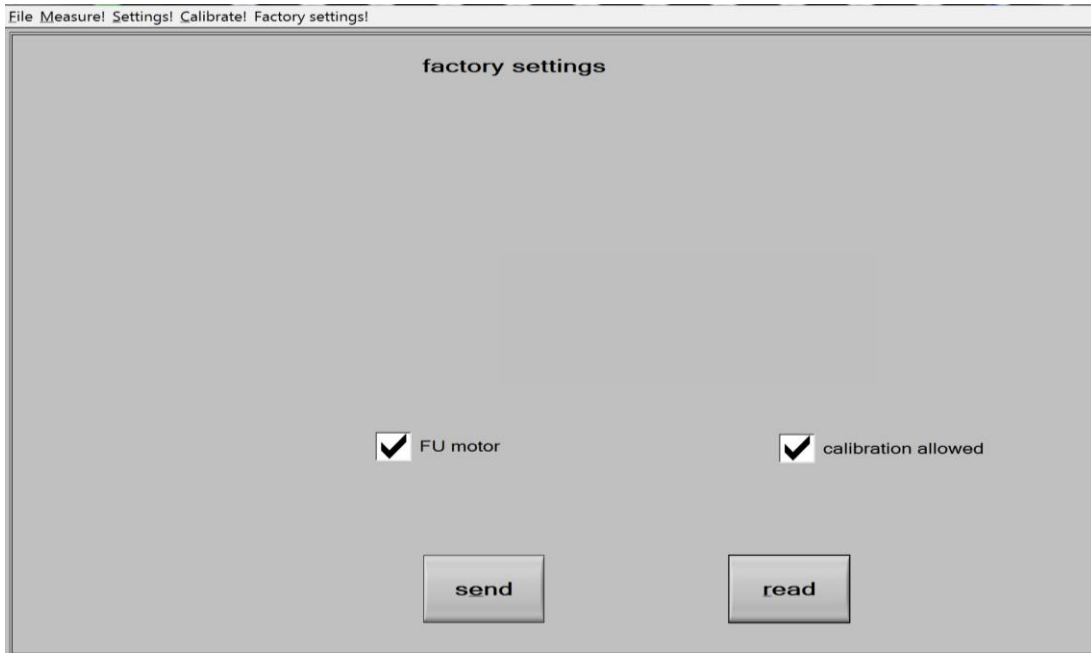 File Measure! Settings! Calibrate! Factory settings!
factory settings
FU motor
calibration allowed
send
read